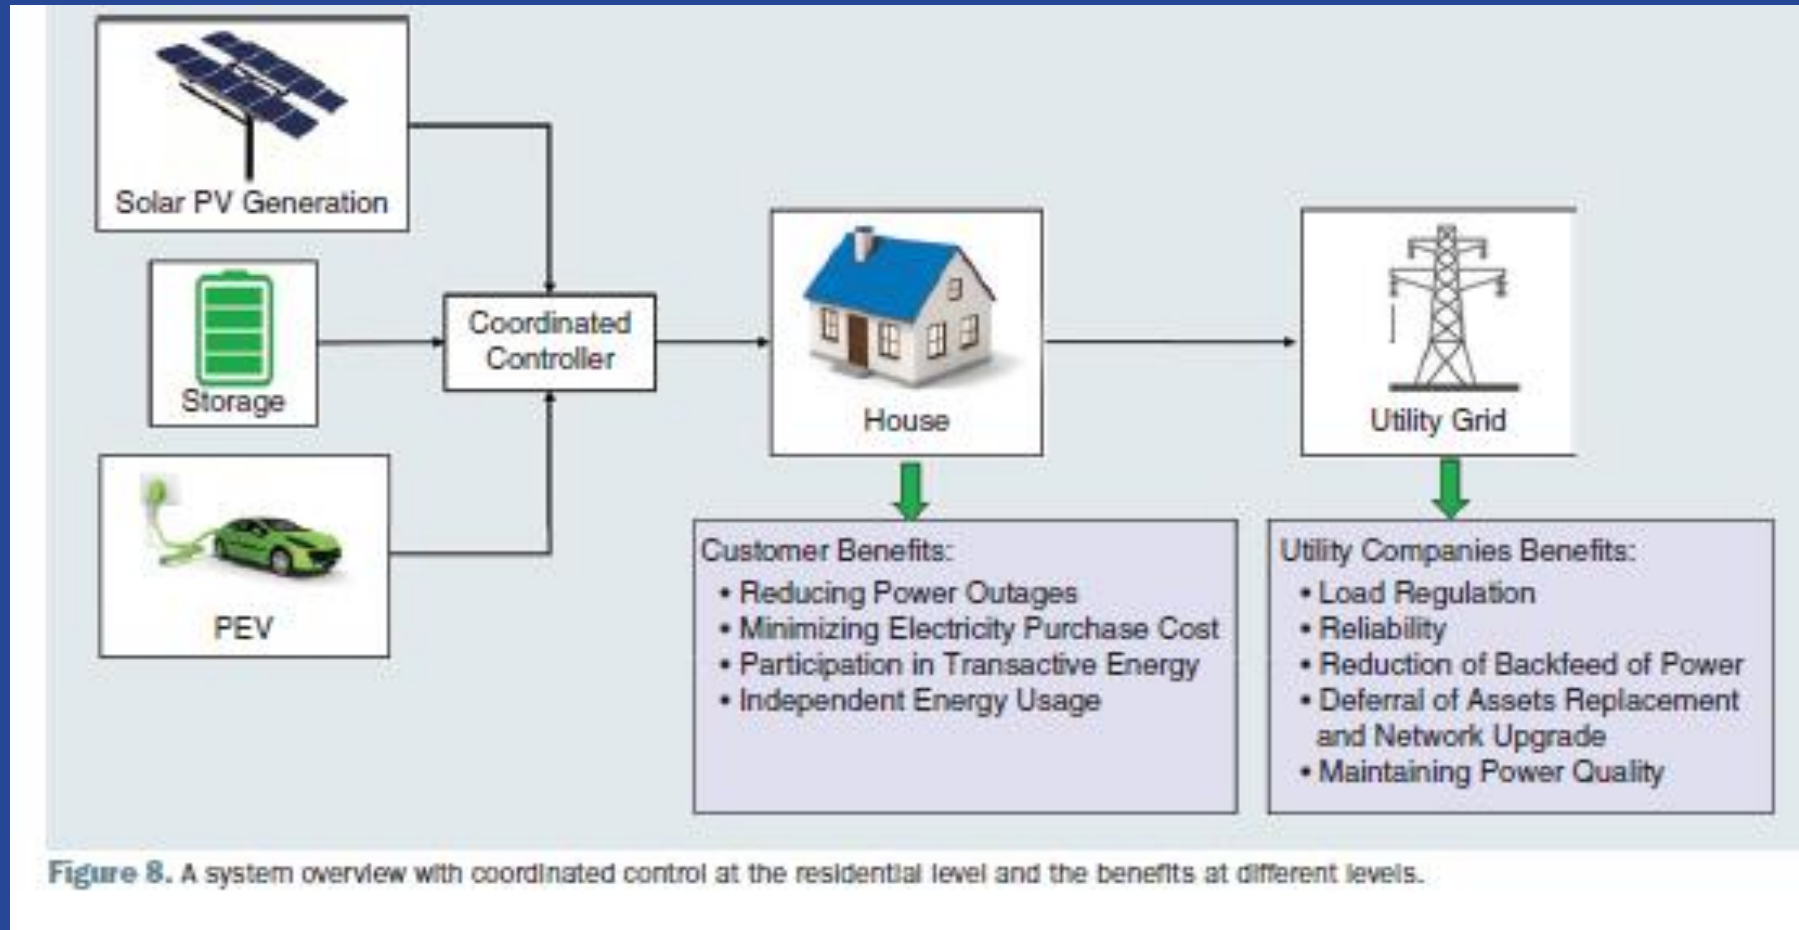 Solar PV Generation
Storage
PEV
Coordinated
Controller
House
Utility Grid
Customer Benefits:
• Reducing Power Outages
• Minimizing Electricity Purchase Cost
• Participation in Transactive Energy
• Independent Energy Usage
Utility Companies Benefits:
• Load Regulation
• Reliability
• Reduction of Backfeed of Power
• Deferral of Assets Replacement
and Network Upgrade
• Maintaining Power Quality
Figure 8. A system overview with coordinated control at the residential level and the benefits at different levels.